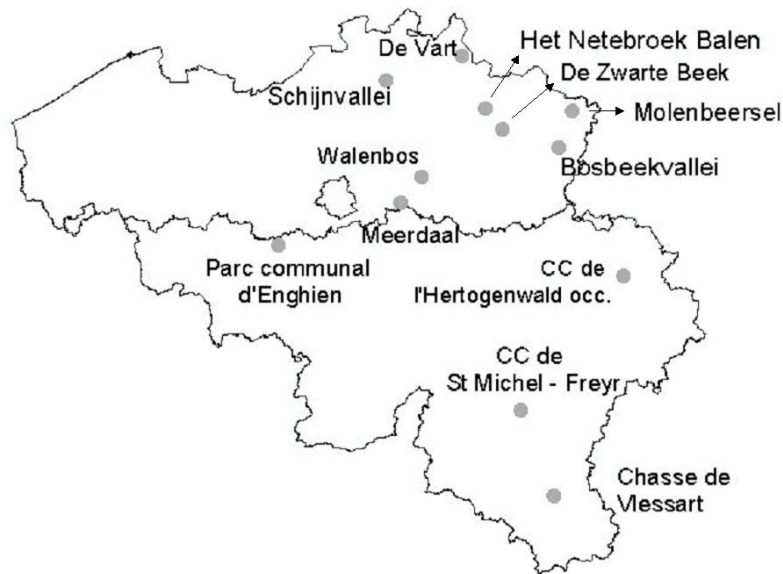 Het Netebroek Balen
De Vart
De Zwarte Beek
Schijnvallei
Molenbeersel
Walenbos
Bosbeekvallei
Meerdaal
Parc communal
d'Enghien
CC de
l'Hertogenwald occ.
CC de
St Michel - Freyr
Chasse de
Vlessart